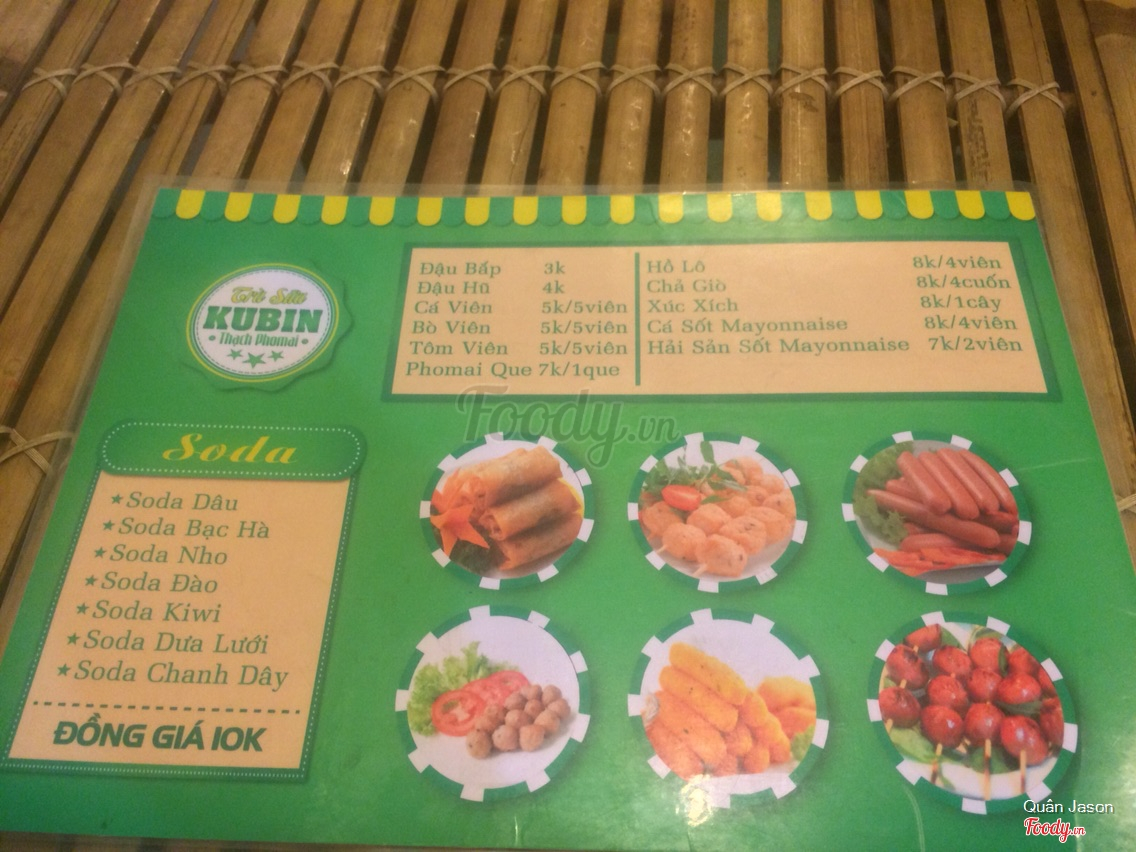 Trà Sữa
KUBIN
Thạch Phomai
Đậu Bắp 3k
Đậu Hũ 4k
Cá Viên 5k/5viên
Bò Viên 5k/5viên
Tôm Viên 5k/5viên
Phomai Que 7k/1que
Hồ Lô 8k/4viên
Chả Giò 8k/4cuốn
Xúc Xích 8k/1cây
Cá Sốt Mayonnaise 8k/4viên
Hải Sản Sốt Mayonnaise 7k/2viên
Foody.vn
Soda
Soda Dâu
Soda Bạc Hà
Soda Nho
Soda Đào
Soda Kiwi
Soda Dưa Lưới
Soda Chanh Dây
ĐỒNG GIÁ 10K
Quân Jason
Foody.vn